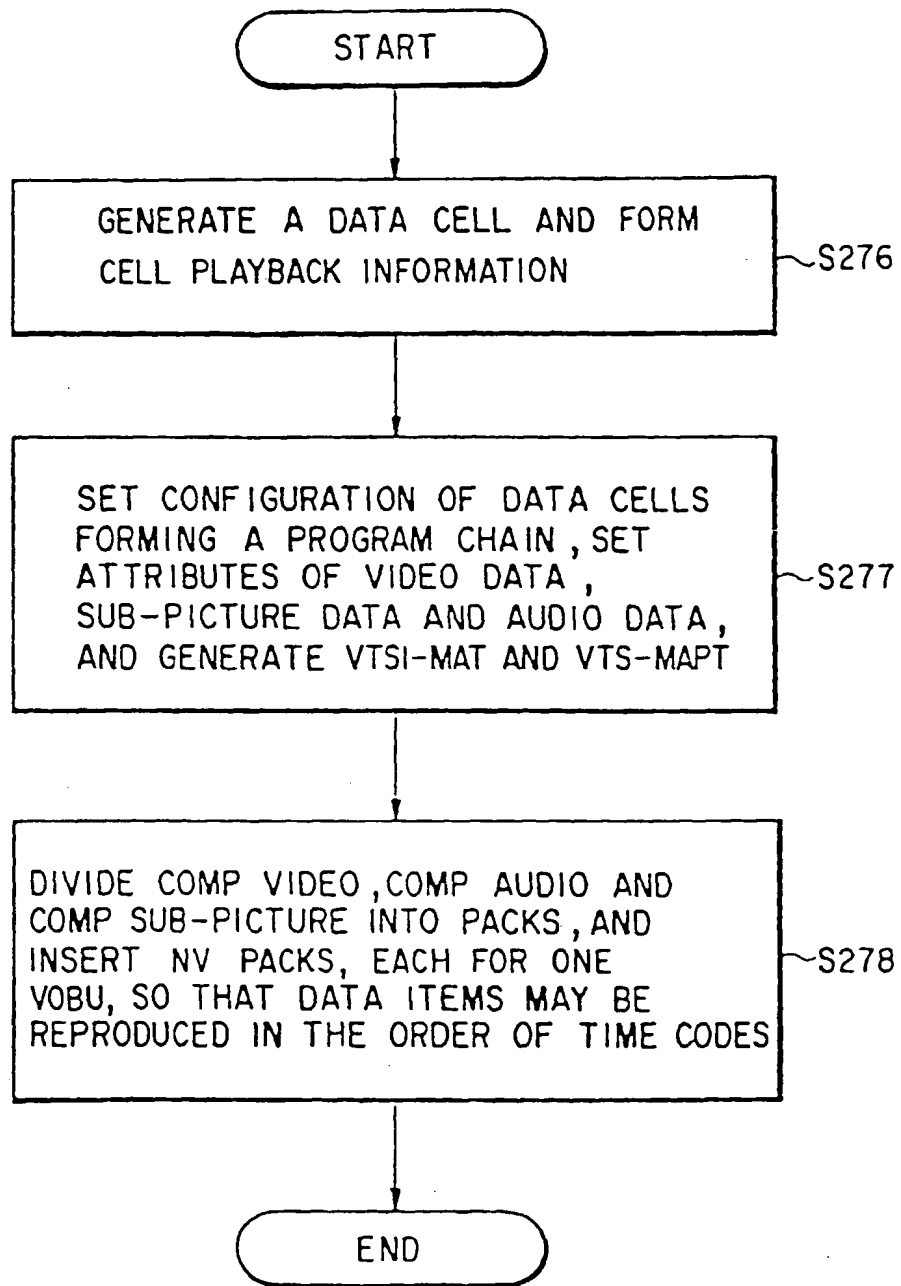 START
GENERATE A DATA CELL AND FORM
CELL PLAYBACK INFORMATION
S276
SET CONFIGURATION OF DATA CELLS
FORMING A PROGRAM CHAIN, SET
ATTRIBUTES OF VIDEO DATA,
SUB-PICTURE DATA AND AUDIO DATA,
AND GENERATE VTSI-MAT AND VTS-MAPT
S277
DIVIDE COMP VIDEO, COMP AUDIO AND
COMP SUB-PICTURE INTO PACKS, AND
INSERT NV PACKS, EACH FOR ONE
VOBU, SO THAT DATA ITEMS MAY BE
REPRODUCED IN THE ORDER OF TIME CODES
S278
END